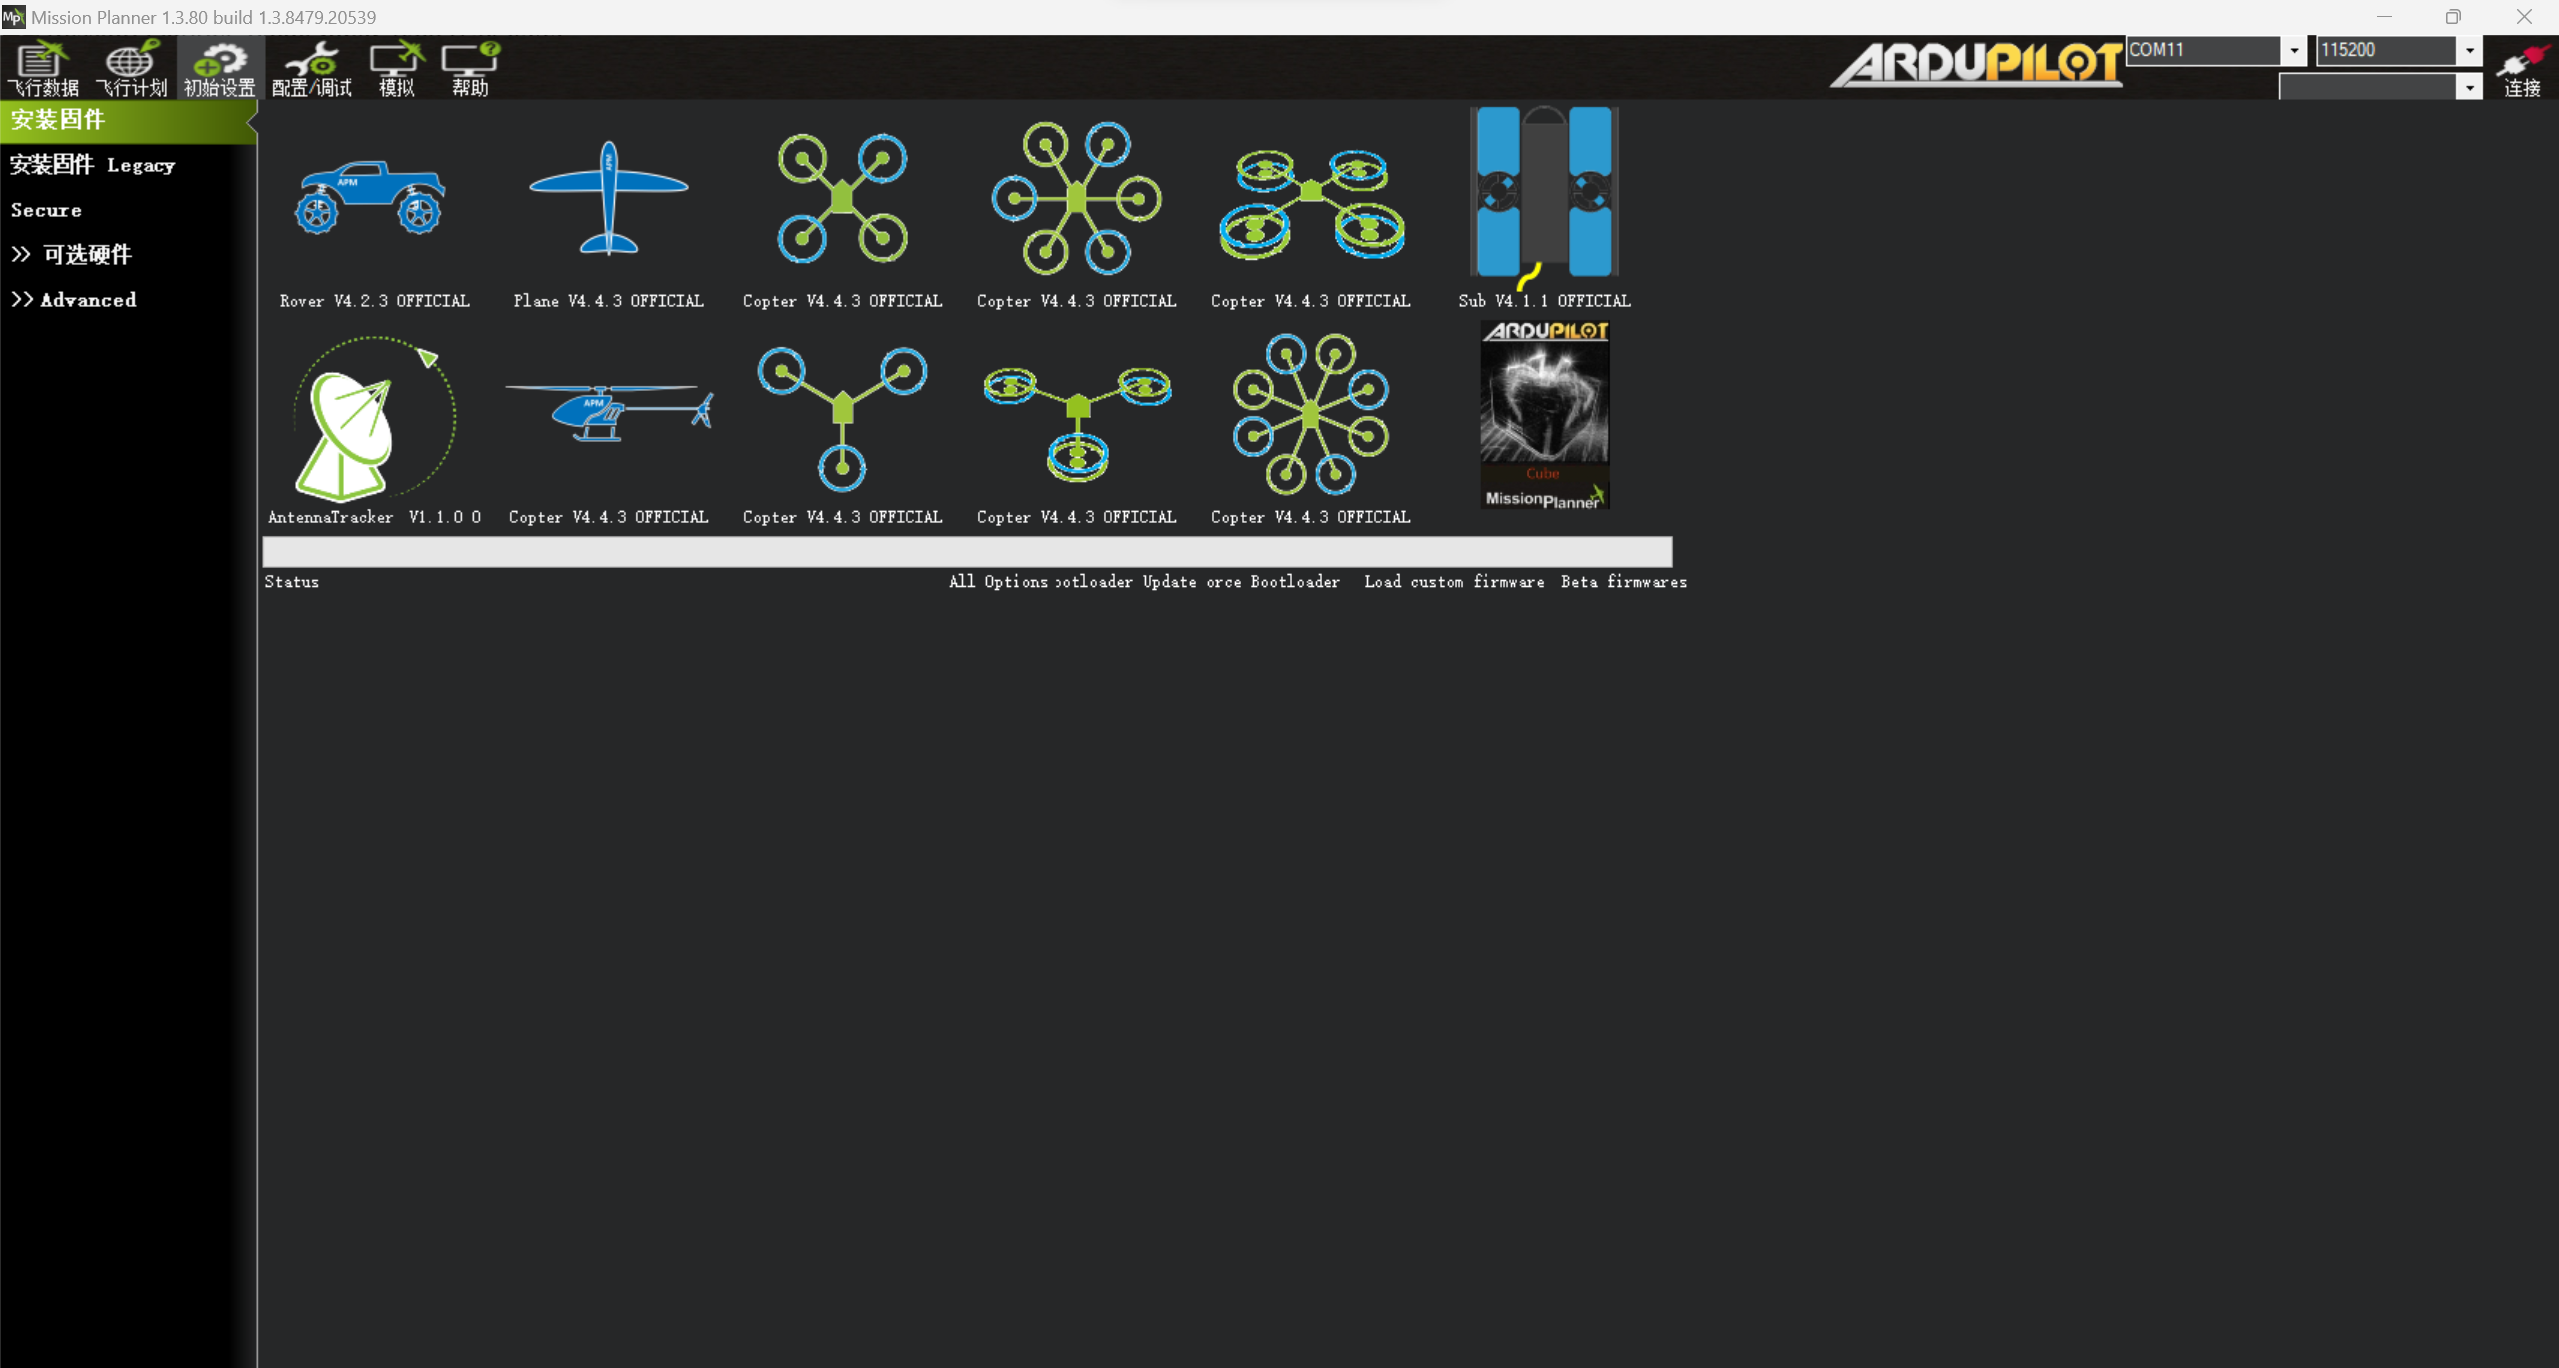 Mission Planner 1.3.80 build 1.3.8479.20539
飞行数据 飞行计划 初始设置 配置/调试 模拟 帮助
ARDUPILOT
COM11 115200
连接
安装固件
安装固件 Legacy
Secure
>> 可选硬件
>> Advanced
APM
APM
Rover V4.2.3 OFFICIAL Plane V4.4.3 OFFICIAL Copter V4.4.3 OFFICIAL Copter V4.4.3 OFFICIAL Copter V4.4.3 OFFICIAL Sub V4.1.1 OFFICIAL
APM
ARDUPILOT
Cube
MissionPlanner
AntennaTracker V1.1.0 O Copter V4.4.3 OFFICIAL Copter V4.4.3 OFFICIAL Copter V4.4.3 OFFICIAL Copter V4.4.3 OFFICIAL
Status All Options otloader Update orce Bootloader Load custom firmware Beta firmwares